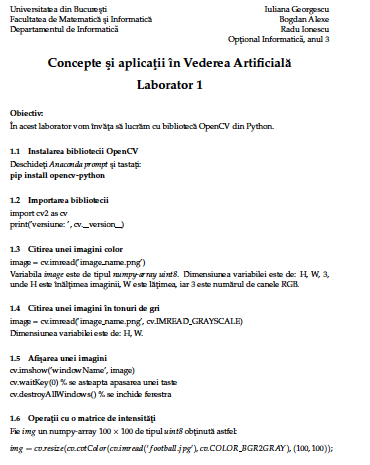 Universitatea din București
Iuliana Georgescu
Facultatea de Matematică și Informatică
Bogdan Alexe
Departamentul de Informatică
Radu Ionescu
Opțional Informatică, anul 3
Concepte și aplicații în Vederea Artificială
Laborator 1
Obiectiv:
În acest laborator vom învăța să lucrăm cu bibliotecă OpenCV din Python.
1.1 Instalarea bibliotecii OpenCV
Deschideți Anaconda prompt și tastați:
pip install opencv-python
1.2 Importarea bibliotecii
import cv2 as cv
print('versiune: ', cv.__version__)
1.3 Citirea unei imagini color
image = cv.imread('image_name.png')
Variabila image este de tipul numpy-array uint8. Dimensiunea variabilei este de: H, W, 3,
unde H este înălțimea imaginii, W este lățimea, iar 3 este numărul de canele RGB.
1.4 Citirea unei imagini în tonuri de gri
image = cv.imread('image_name.png', cv.IMREAD_GRAYSCALE)
Dimensiunea variabilei este de: H, W.
1.5 Afișarea unei imagini
cv.imshow('windowName', image)
cv.waitKey(0) % se asteapta apasarea unei taste
cv.destroyAllWindows() % se inchide ferestra
1.6 Operații cu o matrice de intensități
Fie img un numpy-array 100 × 100 de tipul uint8 obținută astfel:
img = cv.resize(cv.cvtColor(cv.imread('football.jpg'), cv.COLOR_BGR2GRAY), (100, 100));